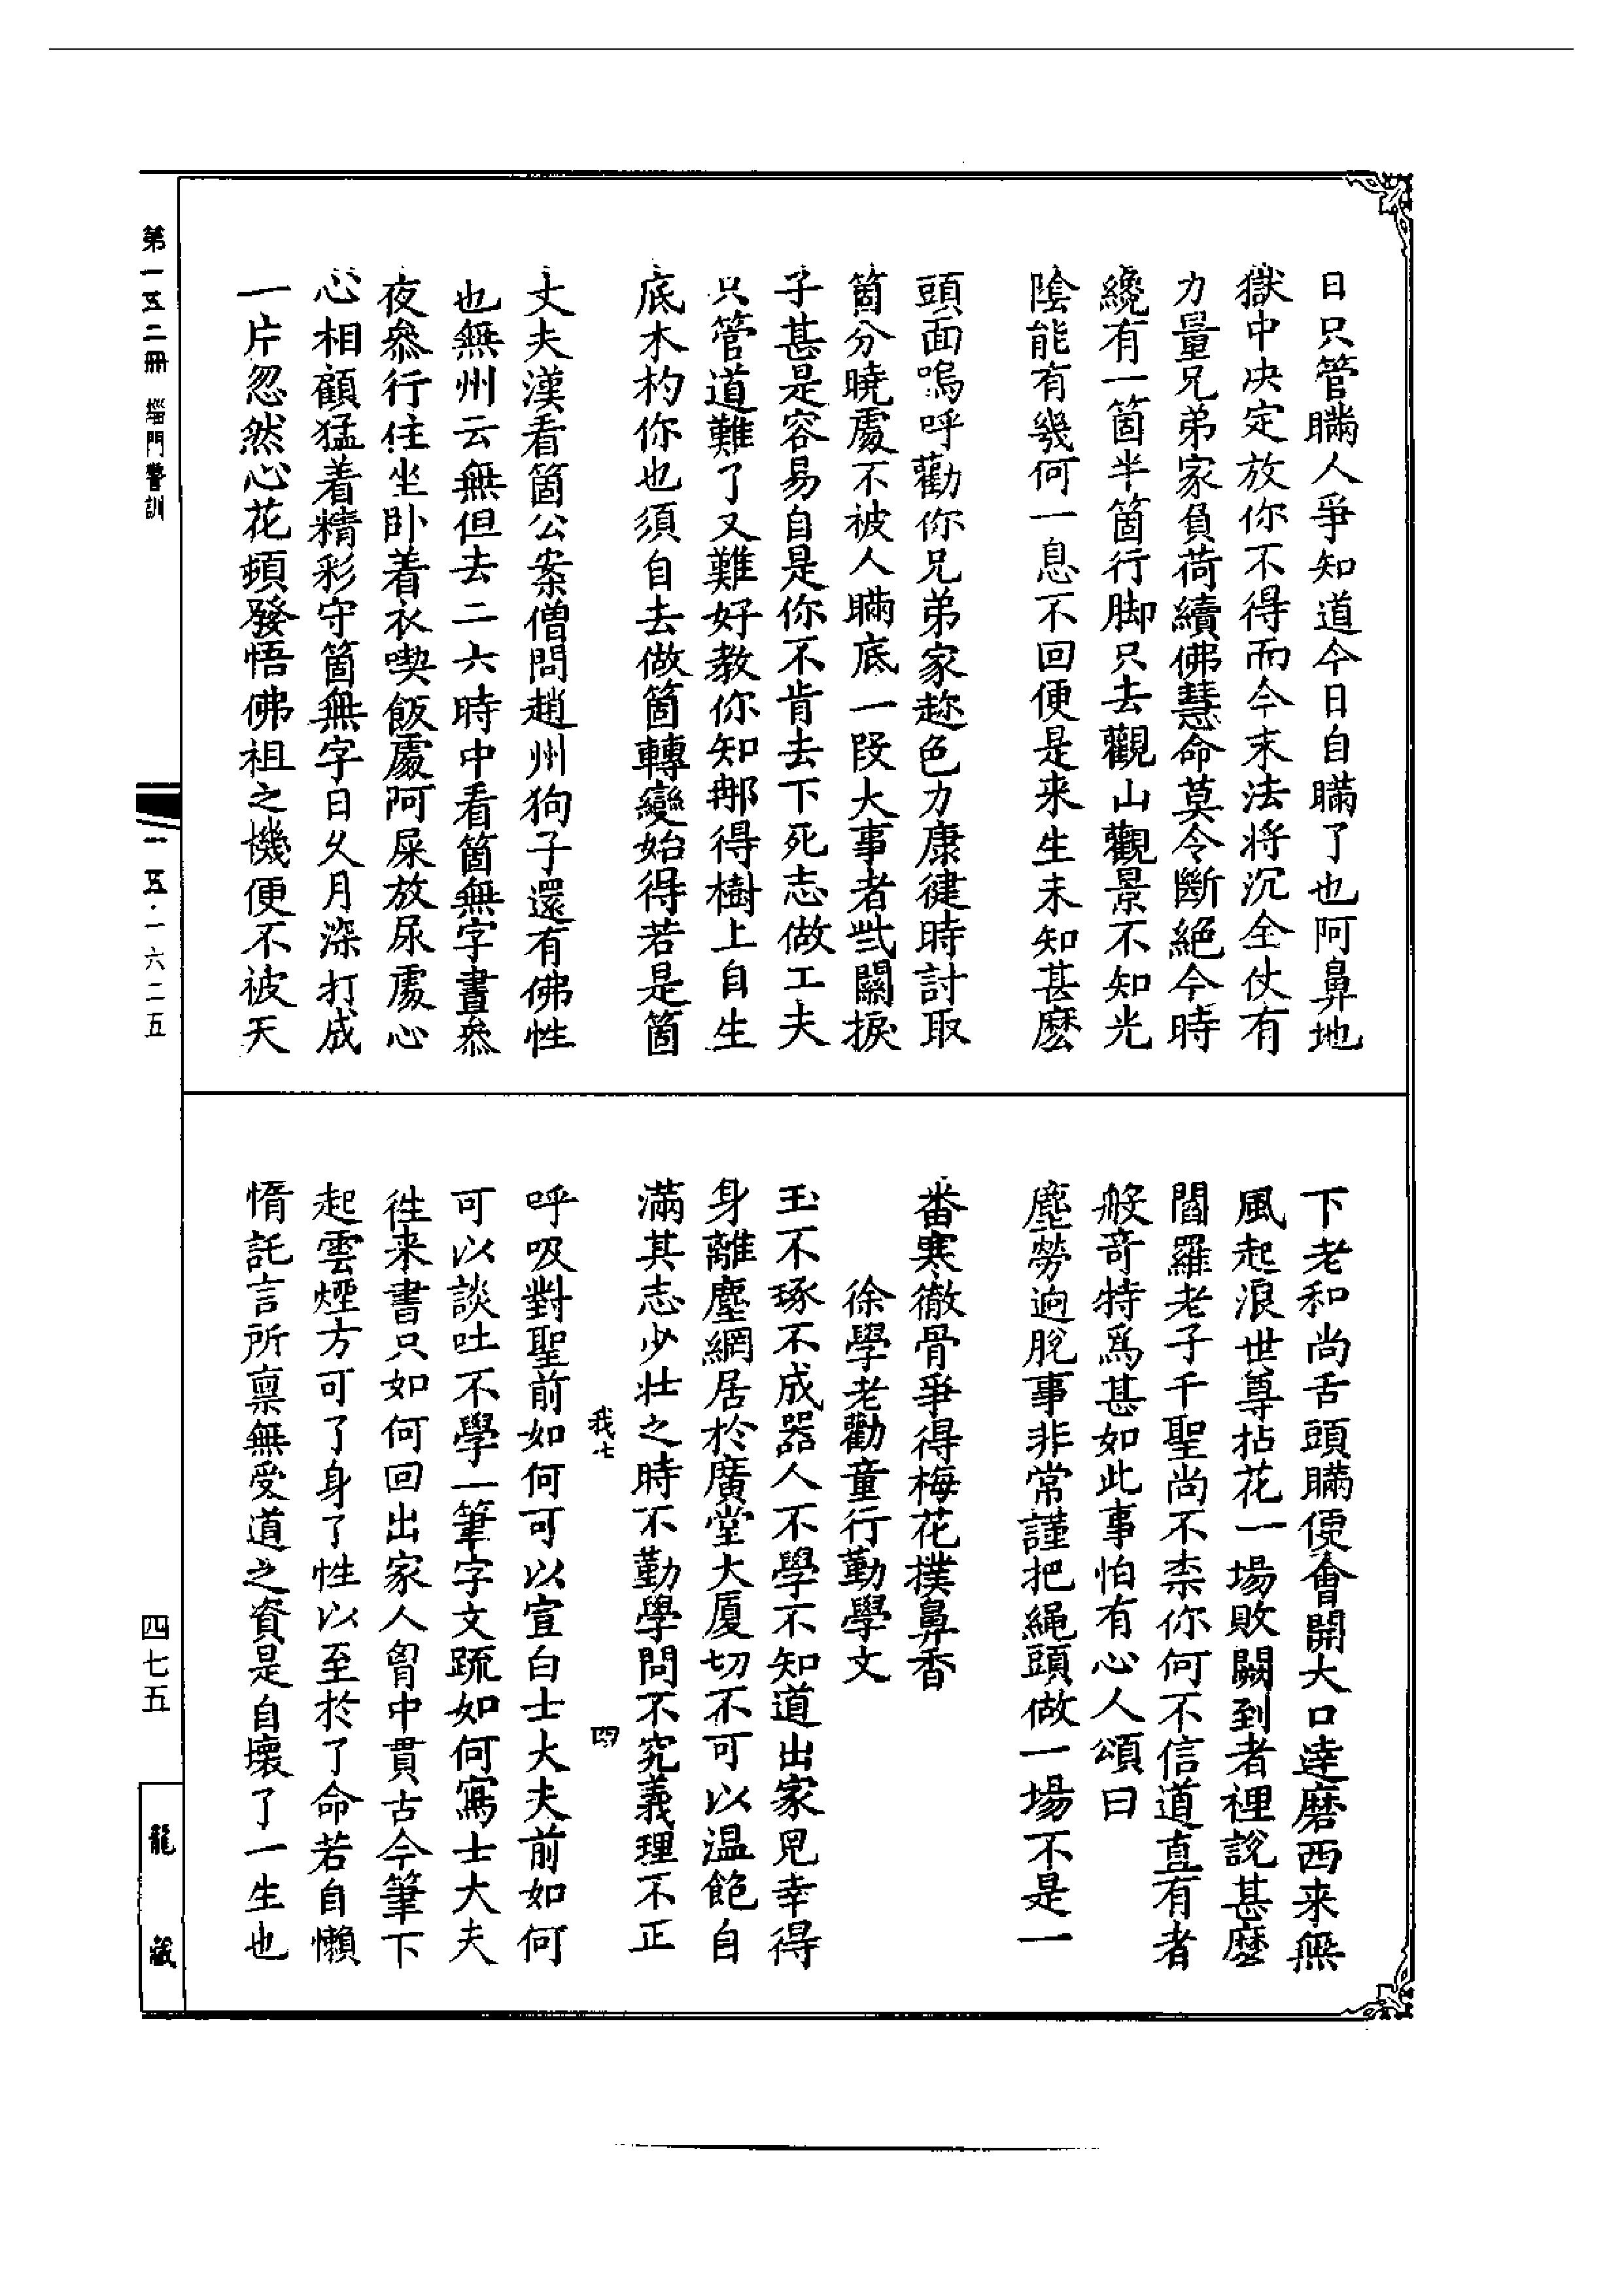 日只管瞞人爭知道今日自瞞了也阿鼻地
獄中决定放你不得而今末法將沉全仗有
力量兄弟家負荷續佛慧命莫令斷絕今時
纔有一箇半箇行脚只去觀山觀景不知光
陰能有幾何一息不回便是来生未知甚麽
頭面嗚呼勸你兄弟家趂色力康健時討取
箇分曉處不被人瞞底一段大事者些關捩
子甚是容易自是你不肯去下死志做工夫
只管道難了又難好教你知那得樹上自生
底木杓你也須自去做箇轉變始得若是箇
丈夫漢看箇公案僧問趙州狗子還有佛性
也無州云無但去二六時中看箇無字晝叅
夜叅行住坐卧着衣喫飯處阿屎放尿處心
心相顧猛着精彩守箇無字日久月深打成
一片忽然心花頓發悟佛祖之機便不被天
下老和尚舌頭瞞便會開大口達磨西来無
風起浪世尊拈花一場敗闕到者裡說甚麽
閻羅老子千聖尚不柰你何不信道直有者
般竒特爲甚如此事怕有心人頌曰
塵勞逈脫事非常謹把繩頭做一場不是一
番寒徹骨爭得梅花撲鼻香
徐學老勸童行勤學文
玉不琢不成器人不學不知道出家兒幸得
身離塵網居於廣堂大厦切不可以温飽自
滿其志少壯之時不勤學問不究義理不正
我七
四
呼吸對聖前如何可以宣白士大夫前如何
可以談吐不學一筆字文疏如何寫士大夫
徃来書只如何回出家人胷中貫古今筆下
起雲煙方可了身了性以至於了命若自懶
惰託言所禀無受道之資是自壞了一生也
第一五二冊 緇門警訓
一五·一六二五
四七五
龍藏